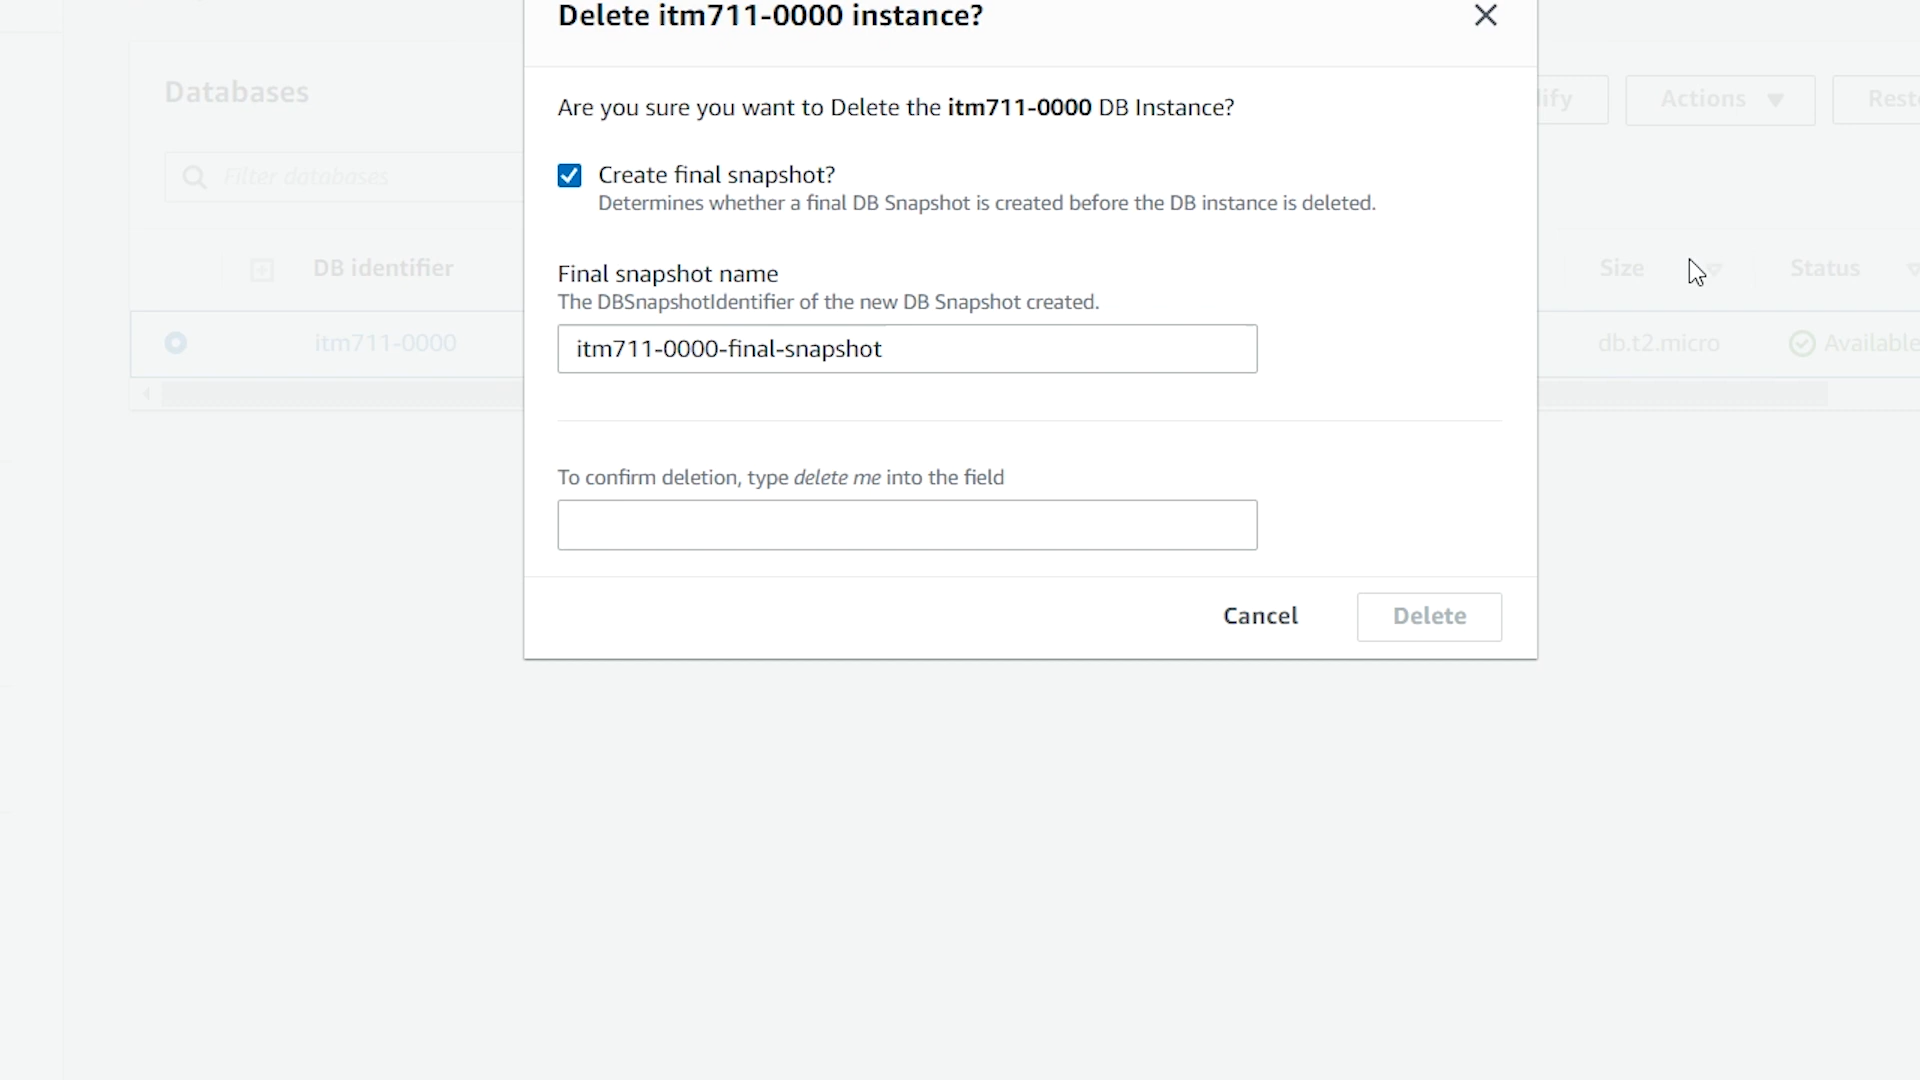 Delete itm711-0000 instance?
Databases
Actions
Are you sure you want to Delete the itm711-0000 DB Instance?
Filter databases
Create final snapshot?
Determines whether a final DB Snapshot is created before the DB instance is deleted.
DB identifier
Size
Status
Final snapshot name
The DBSnapshotIdentifier of the new DB Snapshot created.
itm711-0000
itm711-0000-final-snapshot
db.t2.micro
Available
To confirm deletion, type delete me into the field
Cancel
Delete